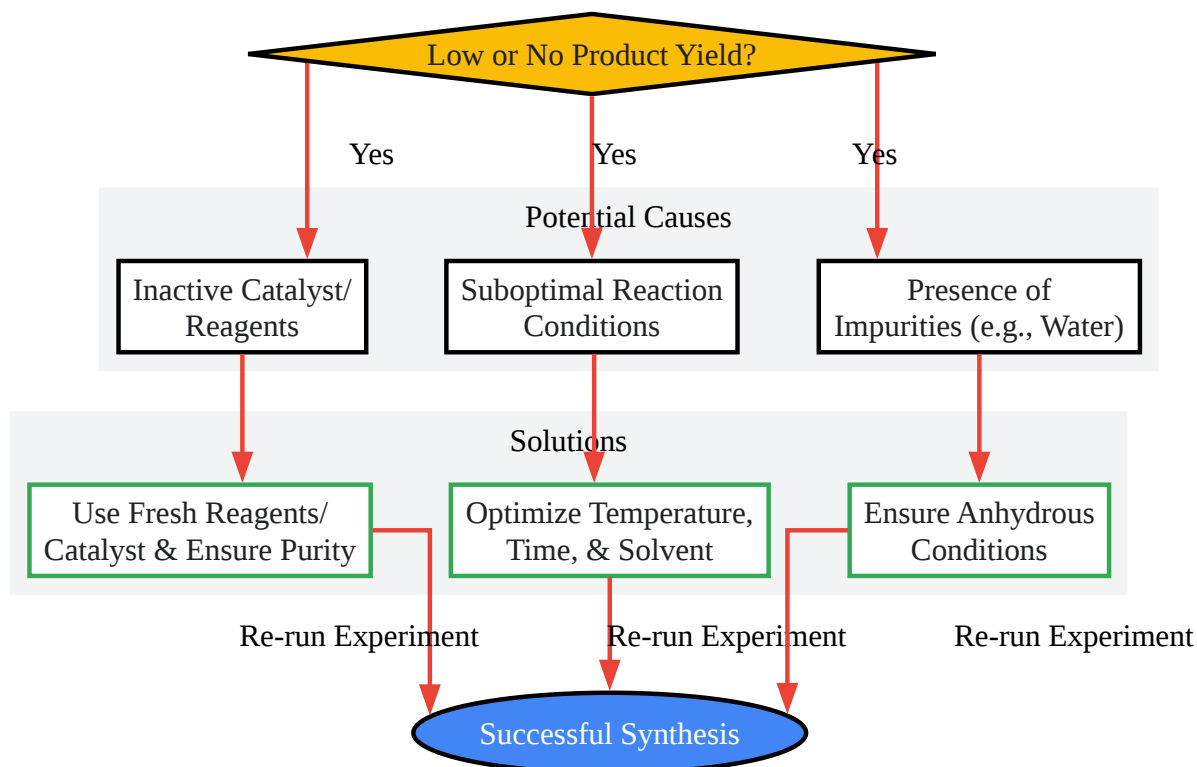 Low or No Product Yield?
Yes
Yes
Yes
Potential Causes
Inactive Catalyst/
Reagents
Suboptimal Reaction
Conditions
Presence of
Impurities (e.g., Water)
Solutions
Use Fresh Reagents/
Catalyst & Ensure Purity
Optimize Temperature,
Time, & Solvent
Ensure Anhydrous
Conditions
Re-run Experiment
Re-run Experiment
Re-run Experiment
Successful Synthesis